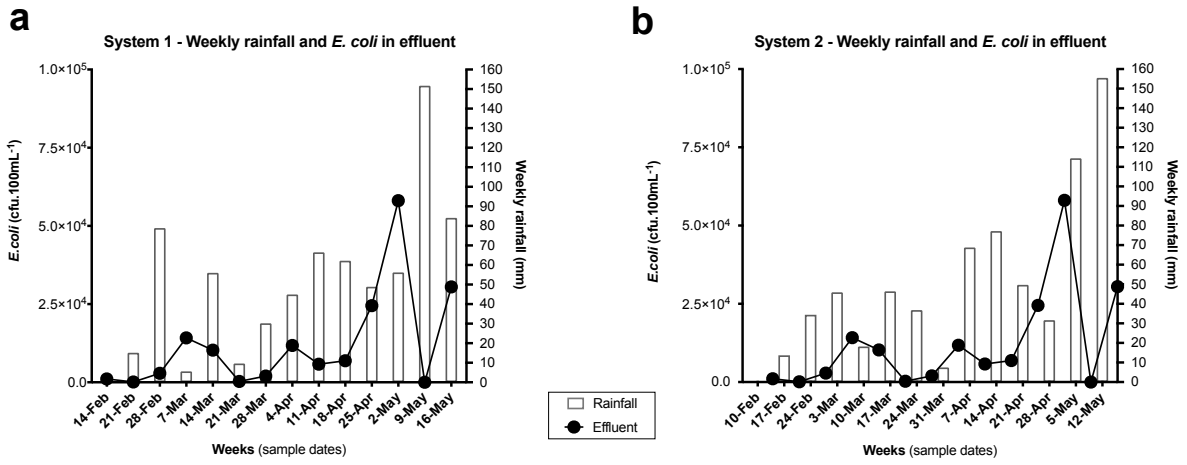 a
System 1 - Weekly rainfall and E. coli in effluent
1.0×10⁵
7.5×10⁴
5.0×10⁴
2.5×10⁴
0.0
E.coli (cfu.100mL⁻¹)
160
150
140
130
120
110
100
90
80
70
60
50
40
30
20
10
0
Weekly rainfall (mm)
14-Feb
21-Feb
28-Feb
7-Mar
14-Mar
21-Mar
28-Mar
4-Apr
11-Apr
18-Apr
25-Apr
2-May
9-May
16-May
Weeks (sample dates)
Rainfall
Effluent
b
System 2 - Weekly rainfall and E. coli in effluent
1.0×10⁵
7.5×10⁴
5.0×10⁴
2.5×10⁴
0.0
E.coli (cfu.100mL⁻¹)
160
150
140
130
120
110
100
90
80
70
60
50
40
30
20
10
0
Weekly rainfall (mm)
10-Feb
17-Feb
24-Feb
3-Mar
10-Mar
17-Mar
24-Mar
31-Mar
7-Apr
14-Apr
21-Apr
28-Apr
5-May
12-May
Weeks (sample dates)